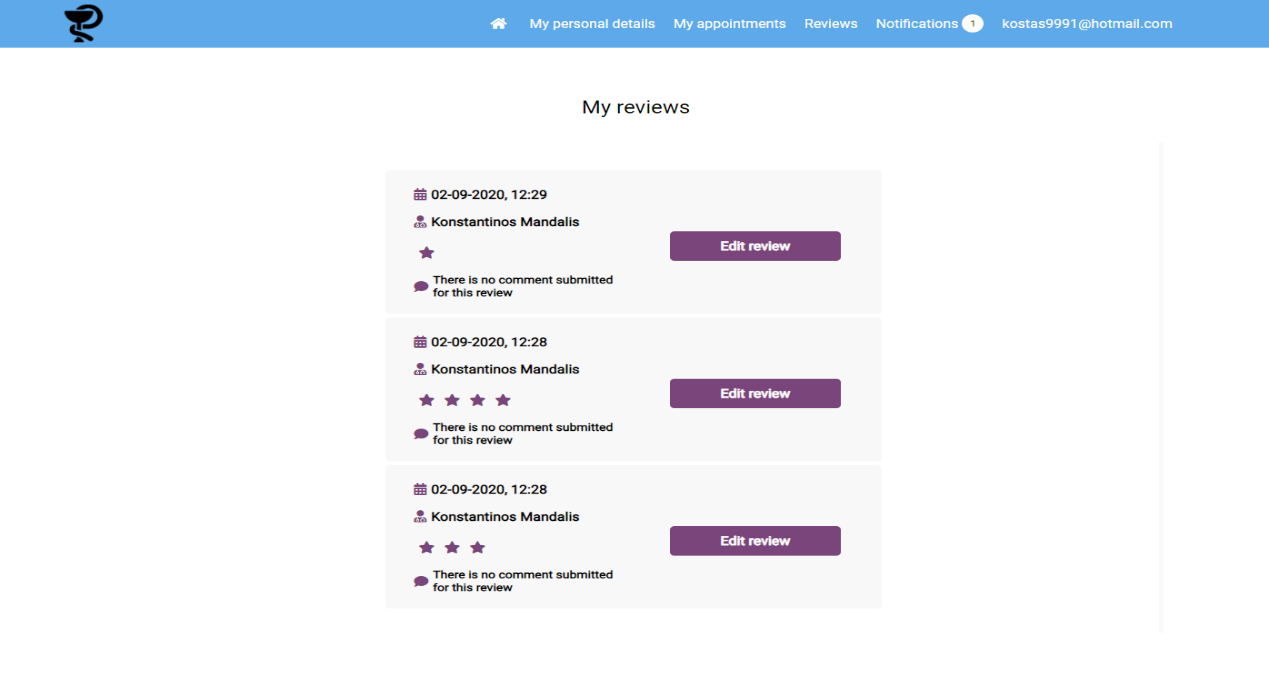 My personal details My appointments Reviews Notifications 1 kostas9991@hotmail.com
My reviews
02-09-2020, 12:29
Konstantinos Mandalis
Edit review
There is no comment submitted
for this review
02-09-2020, 12:28
Konstantinos Mandalis
Edit review
There is no comment submitted
for this review
02-09-2020, 12:28
Konstantinos Mandalis
Edit review
There is no comment submitted
for this review